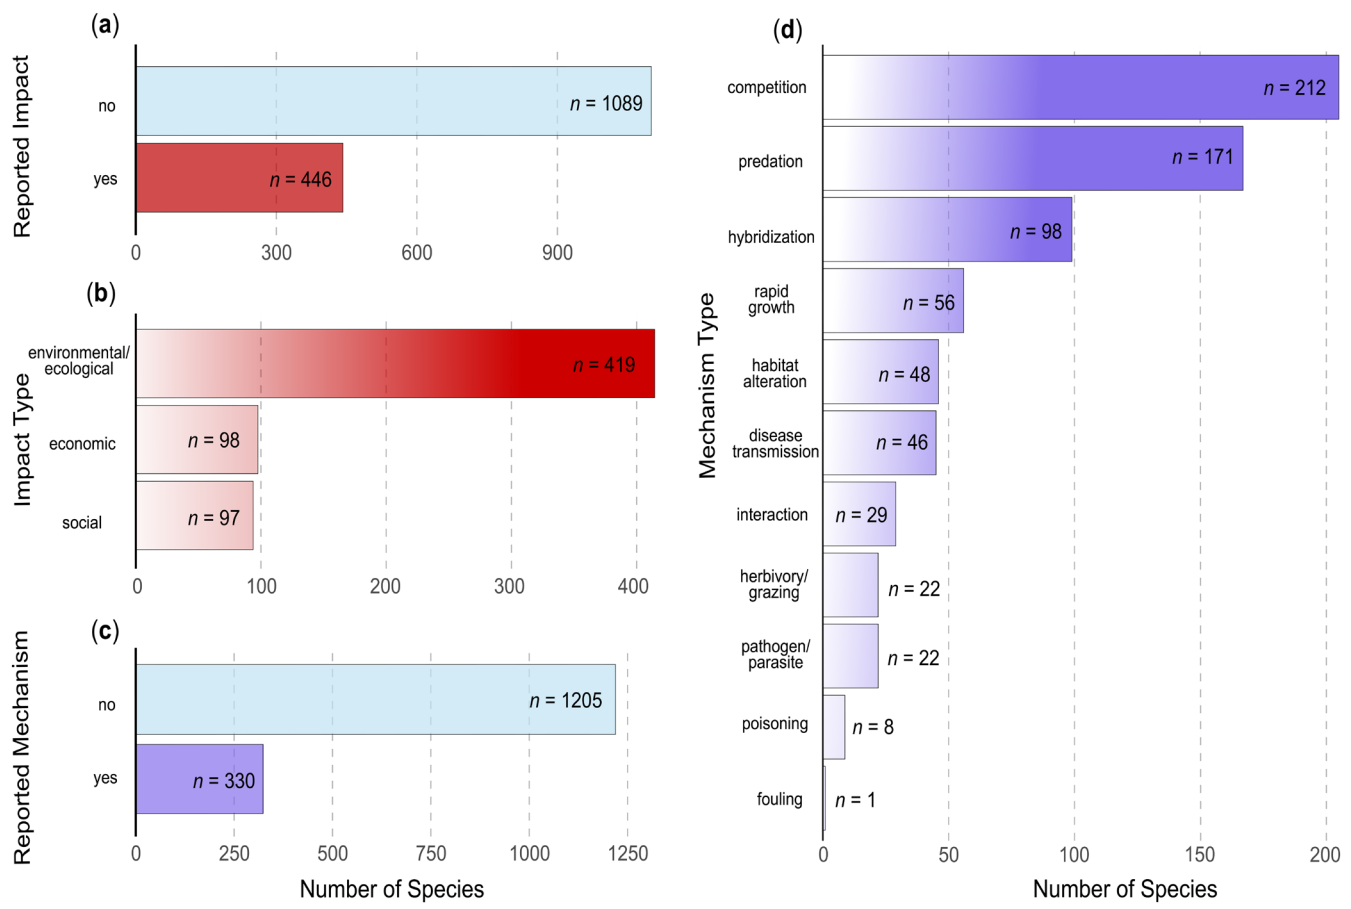 (a)
Reported Impact
no
n = 1089
yes
n = 446
0 300 600 900
(b)
Impact Type
environmental/
ecological
n = 419
economic
n = 98
social
n = 97
0 100 200 300 400
(c)
Reported Mechanism
no
n = 1205
yes
n = 330
0 250 500 750 1000 1250
Number of Species
(d)
Mechanism Type
competition
n = 212
predation
n = 171
hybridization
n = 98
rapid
growth
n = 56
habitat
alteration
n = 48
disease
transmission
n = 46
interaction
n = 29
herbivory/
grazing
n = 22
pathogen/
parasite
n = 22
poisoning
n = 8
fouling
n = 1
0 50 100 150 200
Number of Species